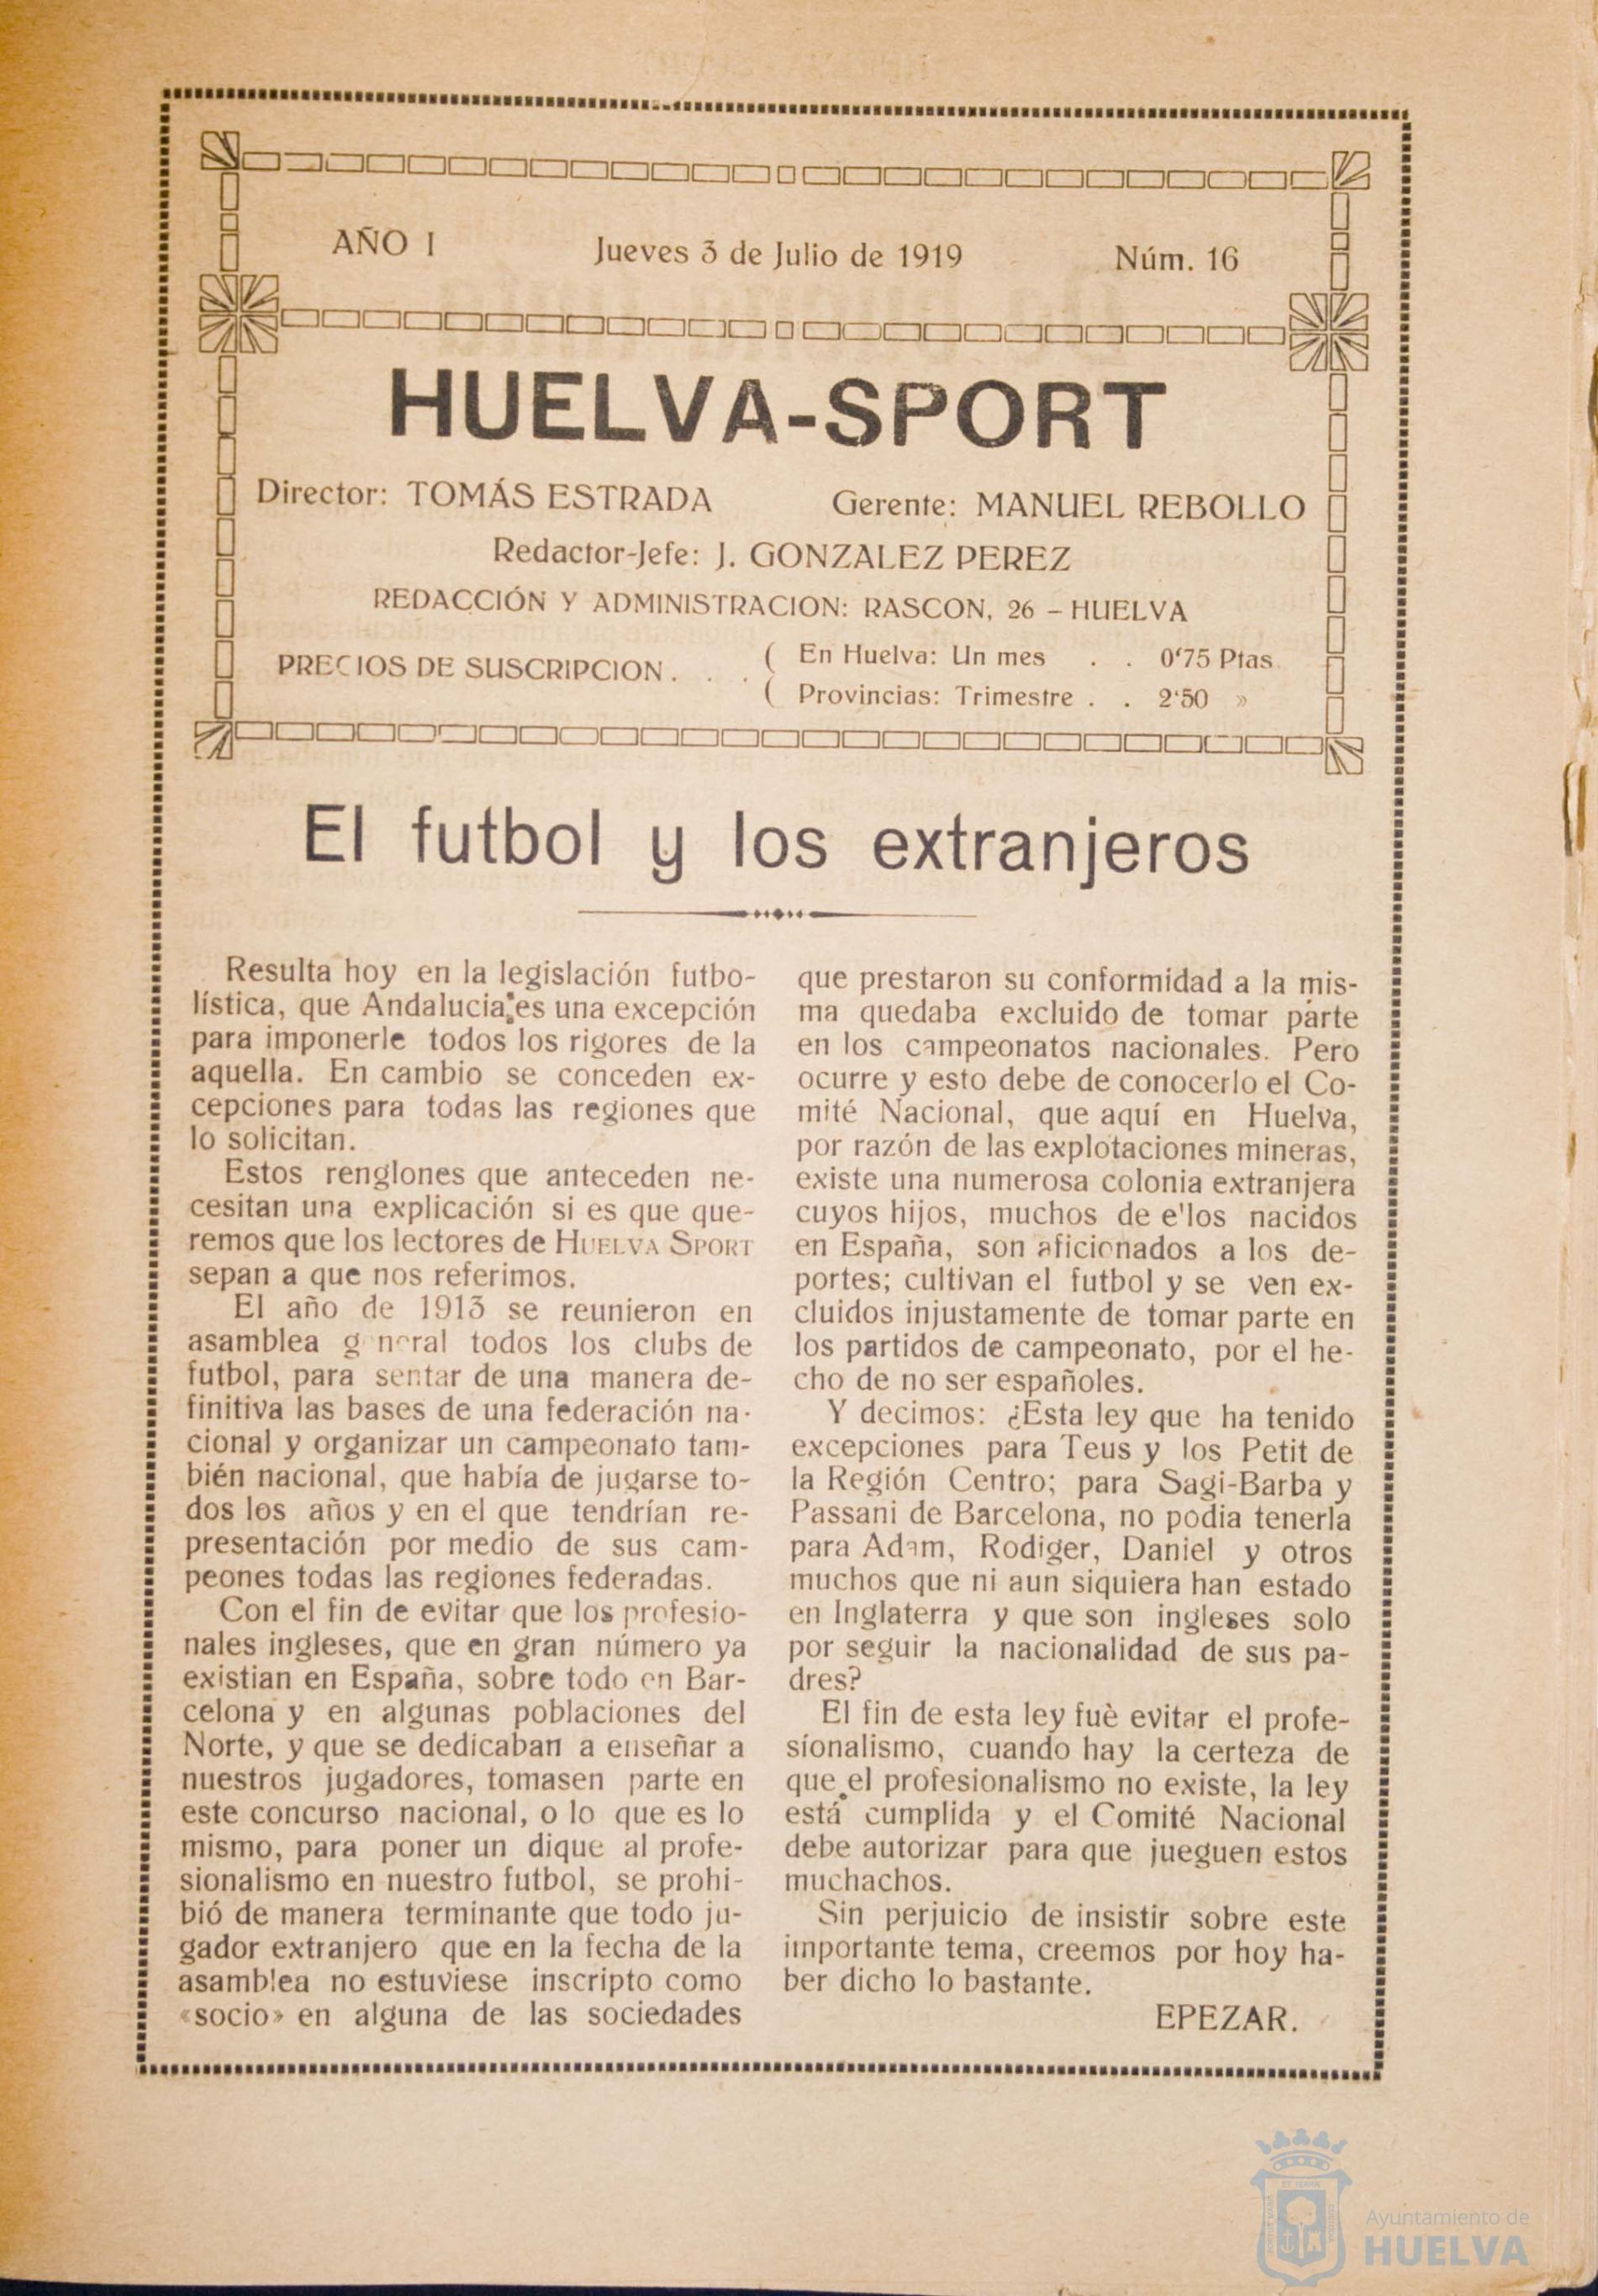 AÑO I Jueves 3 de Julio de 1919 Núm. 16
HUELVA-SPORT
Director: TOMÁS ESTRADA Gerente: MANUEL REBOLLO
Redactor-Jefe: J. GONZALEZ PEREZ
REDACCIÓN Y ADMINISTRACION: RASCON, 26 – HUELVA
PRECIOS DE SUSCRIPCION . . . ( En Huelva: Un mes . . 0'75 Ptas.
( Provincias: Trimestre . . 2'50 »
El futbol y los extranjeros
Resulta hoy en la legislación futbo-
lística, que Andalucia es una excepción
para imponerle todos los rigores de la
aquella. En cambio se conceden ex-
cepciones para todas las regiones que
lo solicitan.
Estos renglones que anteceden ne-
cesitan una explicación si es que que-
remos que los lectores de HUELVA SPORT
sepan a que nos referimos.
El año de 1913 se reunieron en
asamblea general todos los clubs de
futbol, para sentar de una manera de-
finitiva las bases de una federación na-
cional y organizar un campeonato tam-
bién nacional, que había de jugarse to-
dos los años y en el que tendrían re-
presentación por medio de sus cam-
peones todas las regiones federadas.
Con el fin de evitar que los profesio-
nales ingleses, que en gran número ya
existian en España, sobre todo en Bar-
celona y en algunas poblaciones del
Norte, y que se dedicaban a enseñar a
nuestros jugadores, tomasen parte en
este concurso nacional, o lo que es lo
mismo, para poner un dique al profe-
sionalismo en nuestro futbol, se prohi-
bió de manera terminante que todo ju-
gador extranjero que en la fecha de la
asamblea no estuviese inscripto como
«socio» en alguna de las sociedades
que prestaron su conformidad a la mis-
ma quedaba excluido de tomar parte
en los campeonatos nacionales. Pero
ocurre y esto debe de conocerlo el Co-
mité Nacional, que aquí en Huelva,
por razón de las explotaciones mineras,
existe una numerosa colonia extranjera
cuyos hijos, muchos de e'los nacidos
en España, son aficionados a los de-
portes; cultivan el futbol y se ven ex-
cluidos injustamente de tomar parte en
los partidos de campeonato, por el he-
cho de no ser españoles.
Y decimos: ¿Esta ley que ha tenido
excepciones para Teus y los Petit de
la Región Centro; para Sagi-Barba y
Passani de Barcelona, no podia tenerla
para Adam, Rodiger, Daniel y otros
muchos que ni aun siquiera han estado
en Inglaterra y que son ingleses solo
por seguir la nacionalidad de sus pa-
dres?
El fin de esta ley fuè evitar el profe-
sionalismo, cuando hay la certeza de
que el profesionalismo no existe, la ley
está cumplida y el Comité Nacional
debe autorizar para que jueguen estos
muchachos.
Sin perjuicio de insistir sobre este
importante tema, creemos por hoy ha-
ber dicho lo bastante.
EPEZAR.
Ayuntamiento de
HUELVA